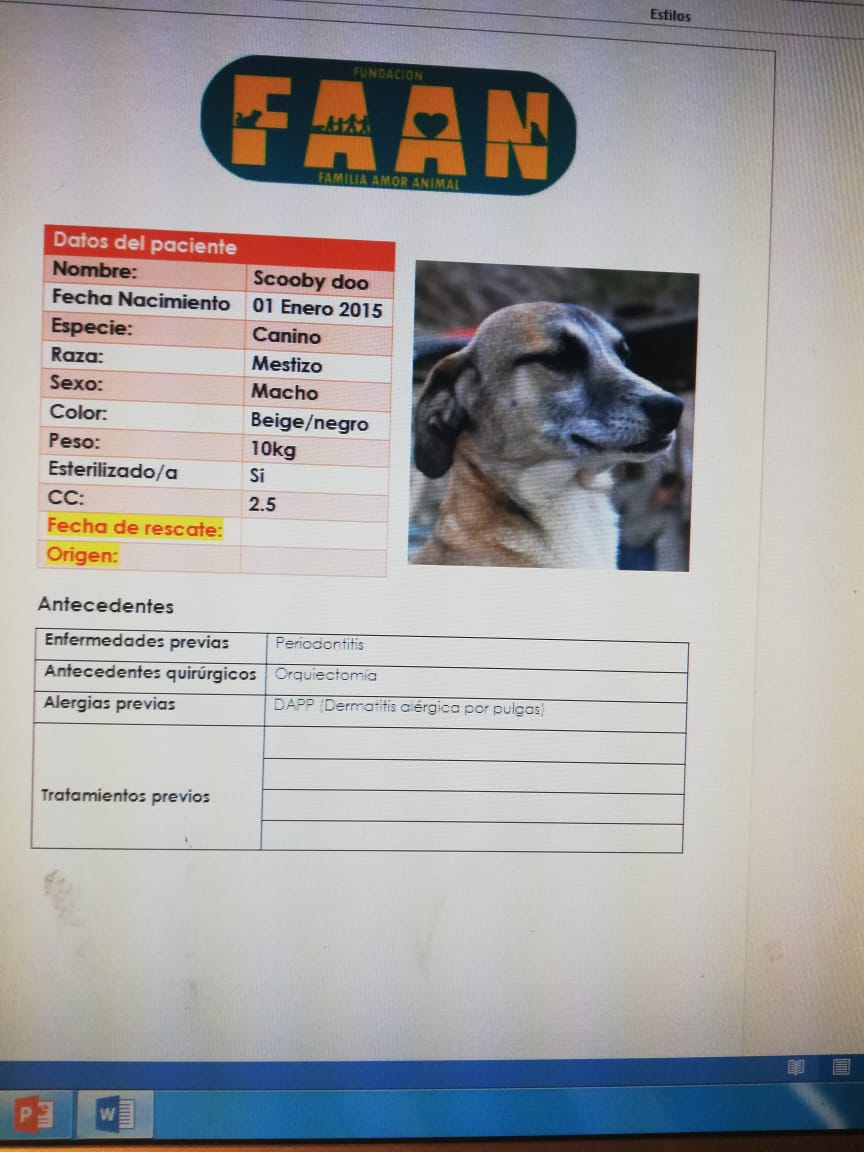 Estilos
FUNDACIÓN
FAAN
FAMILIA AMOR ANIMAL
Datos del paciente
Nombre: Scooby doo
Fecha Nacimiento 01 Enero 2015
Especie: Canino
Raza: Mestizo
Sexo: Macho
Color: Beige/negro
Peso: 10kg
Esterilizado/a Si
CC: 2.5
Fecha de rescate:
Origen:
Antecedentes
Enfermedades previas Periodontitis
Antecedentes quirúrgicos Orquiectomía
Alergias previas DAPP (Dermatitis alérgica por pulgas)
Tratamientos previos
P
W